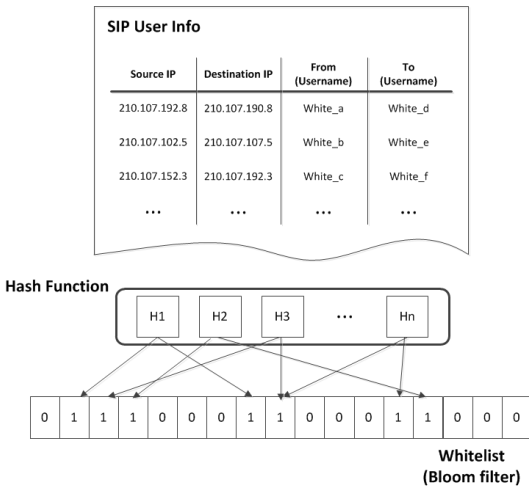 SIP User Info
Source IP Destination IP From (Username) To (Username)
210.107.192.8 210.107.190.8 White_a White_d
210.107.102.5 210.107.107.5 White_b White_e
210.107.152.3 210.107.192.3 White_c White_f
... ... ... ...
Hash Function
H1 H2 H3 ... Hn
0 1 1 1 0 0 0 1 1 0 0 0 1 1 0 0 0
Whitelist
(Bloom filter)